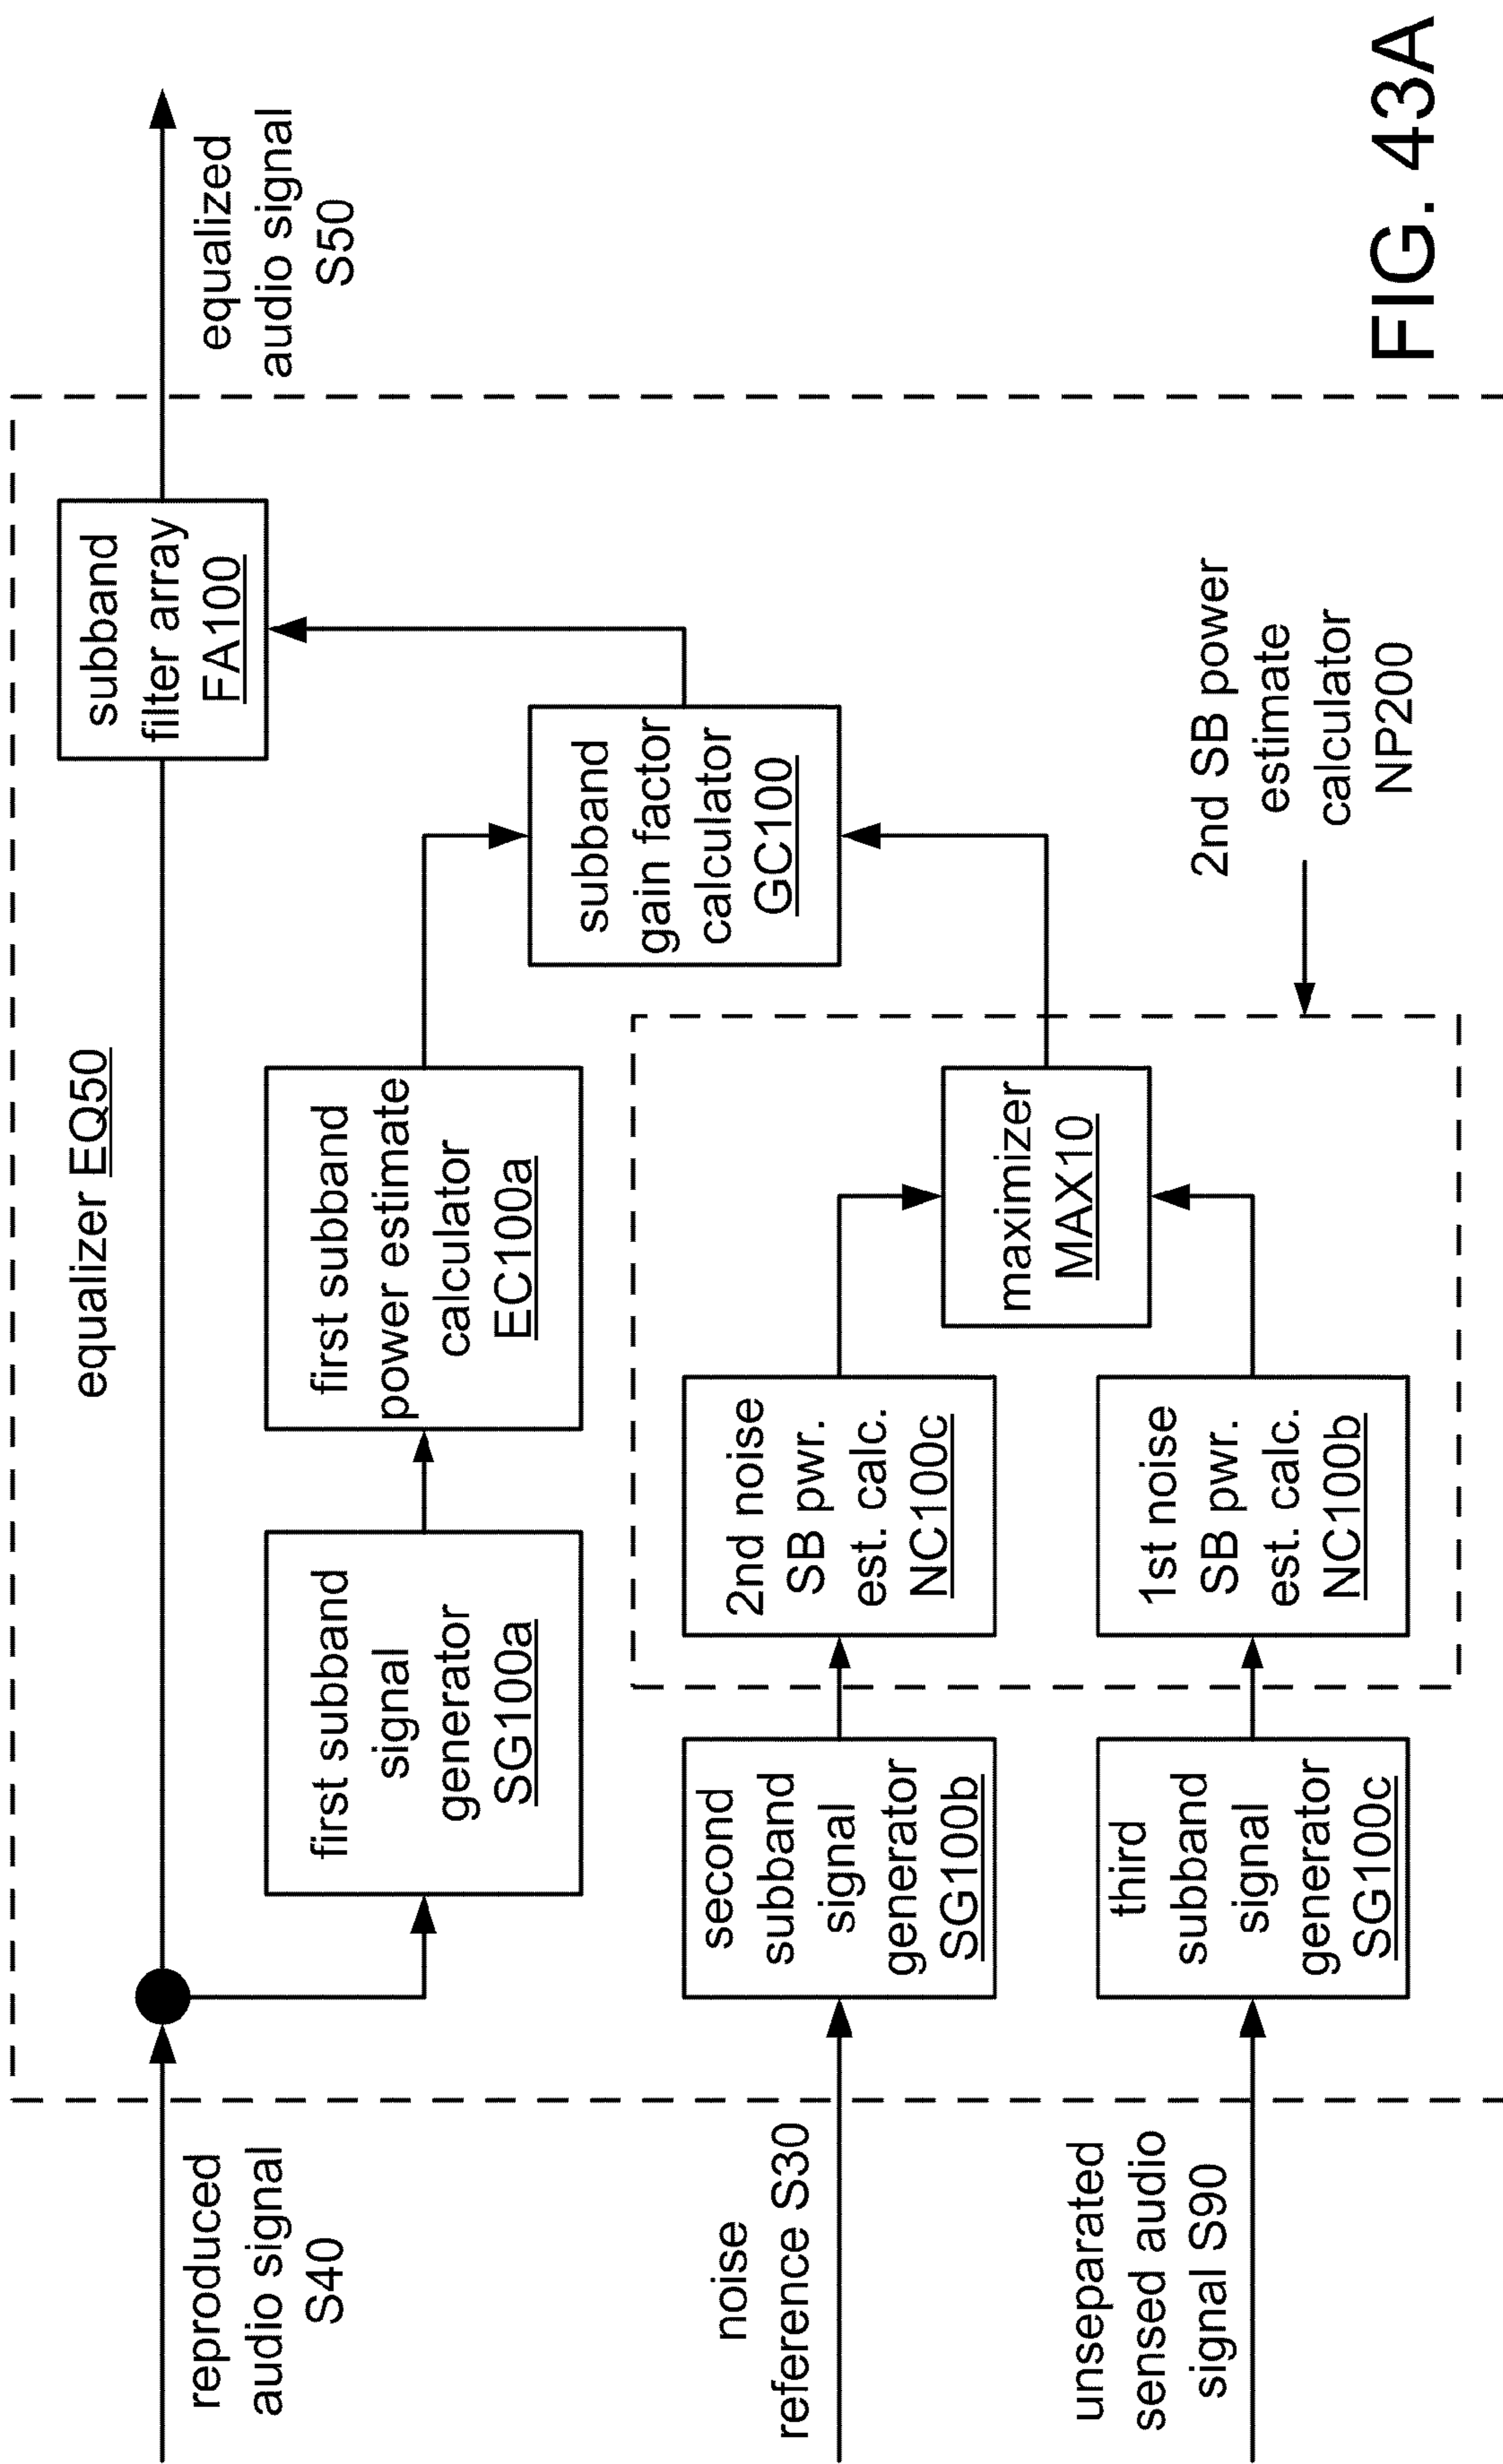 equalizer EQ50
reproduced
audio signal
S40
subband
filter array
FA100
equalized
audio signal
S50
first subband
signal
generator
SG100a
first subband
power estimate
calculator
EC100a
subband
gain factor
calculator
GC100
noise
reference S30
second
subband
signal
generator
SG100b
2nd noise
SB pwr.
est. calc.
NC100c
maximizer
MAX10
2nd SB power
estimate
calculator
NP200
unseparated
sensed audio
signal S90
third
subband
signal
generator
SG100c
1st noise
SB pwr.
est. calc.
NC100b
FIG. 43A